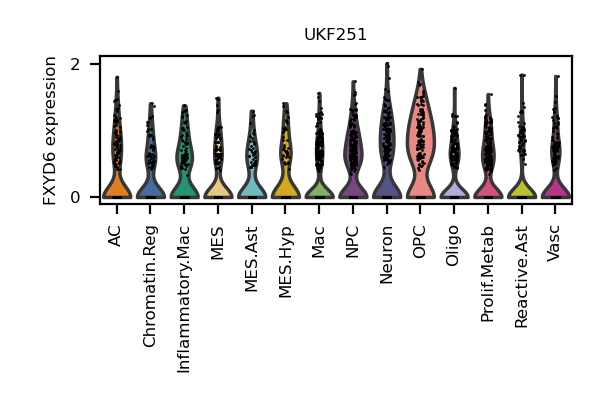 UKF251
FXYD6 expression
2
0
AC
Chromatin.Reg
Inflammatory.Mac
MES
MES.Ast
MES.Hyp
Mac
NPC
Neuron
OPC
Oligo
Prolif.Metab
Reactive.Ast
Vasc